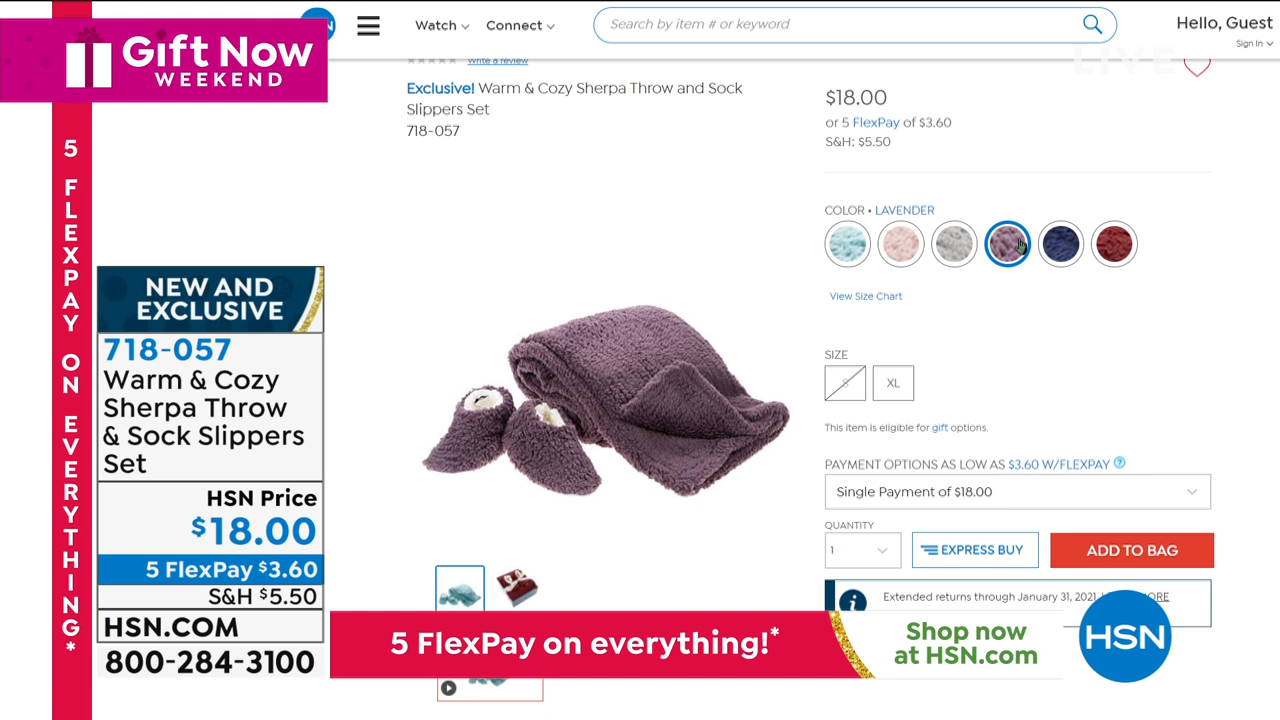 Gift Now
WEEKEND
5 FLEXPAY ON EVERYTHING!*
Watch
Connect
Search by item # or keyword
Hello, Guest
Sign In
LIVE
Write a review
Exclusive! Warm & Cozy Sherpa Throw and Sock
Slippers Set
718-057
$18.00
or 5 FlexPay of $3.60
S&H: $5.50
COLOR • LAVENDER
View Size Chart
SIZE
S
XL
This item is eligible for gift options.
PAYMENT OPTIONS AS LOW AS $3.60 W/FLEXPAY ?
Single Payment of $18.00
QUANTITY
1
EXPRESS BUY
ADD TO BAG
Extended returns through January 31, 2021.
NEW AND
EXCLUSIVE
718-057
Warm & Cozy
Sherpa Throw
& Sock Slippers
Set
HSN Price
$18.00
5 FlexPay $3.60
S&H $5.50
HSN.COM
800-284-3100
5 FlexPay on everything!*
Shop now
at HSN.com
HSN